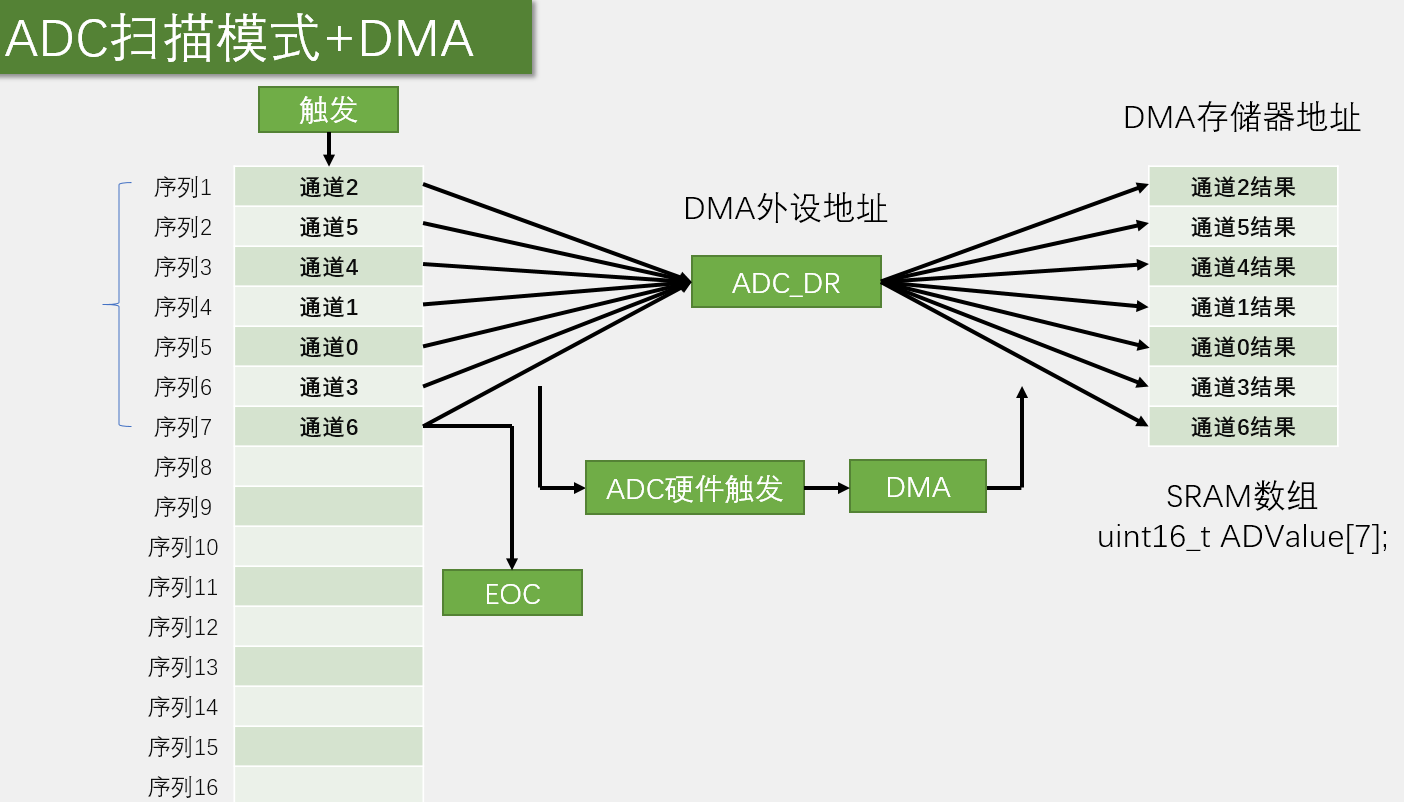 ADC扫描模式+DMA
触发
DMA存储器地址
DMA外设地址
序列1 通道2 通道2结果
序列2 通道5 通道5结果
序列3 通道4 ADC_DR 通道4结果
序列4 通道1 通道1结果
序列5 通道0 通道0结果
序列6 通道3 通道3结果
序列7 通道6 通道6结果
序列8
ADC硬件触发 DMA
SRAM数组
序列9
uint16_t ADValue[7];
序列10
序列11
EOC
序列12
序列13
序列14
序列15
序列16